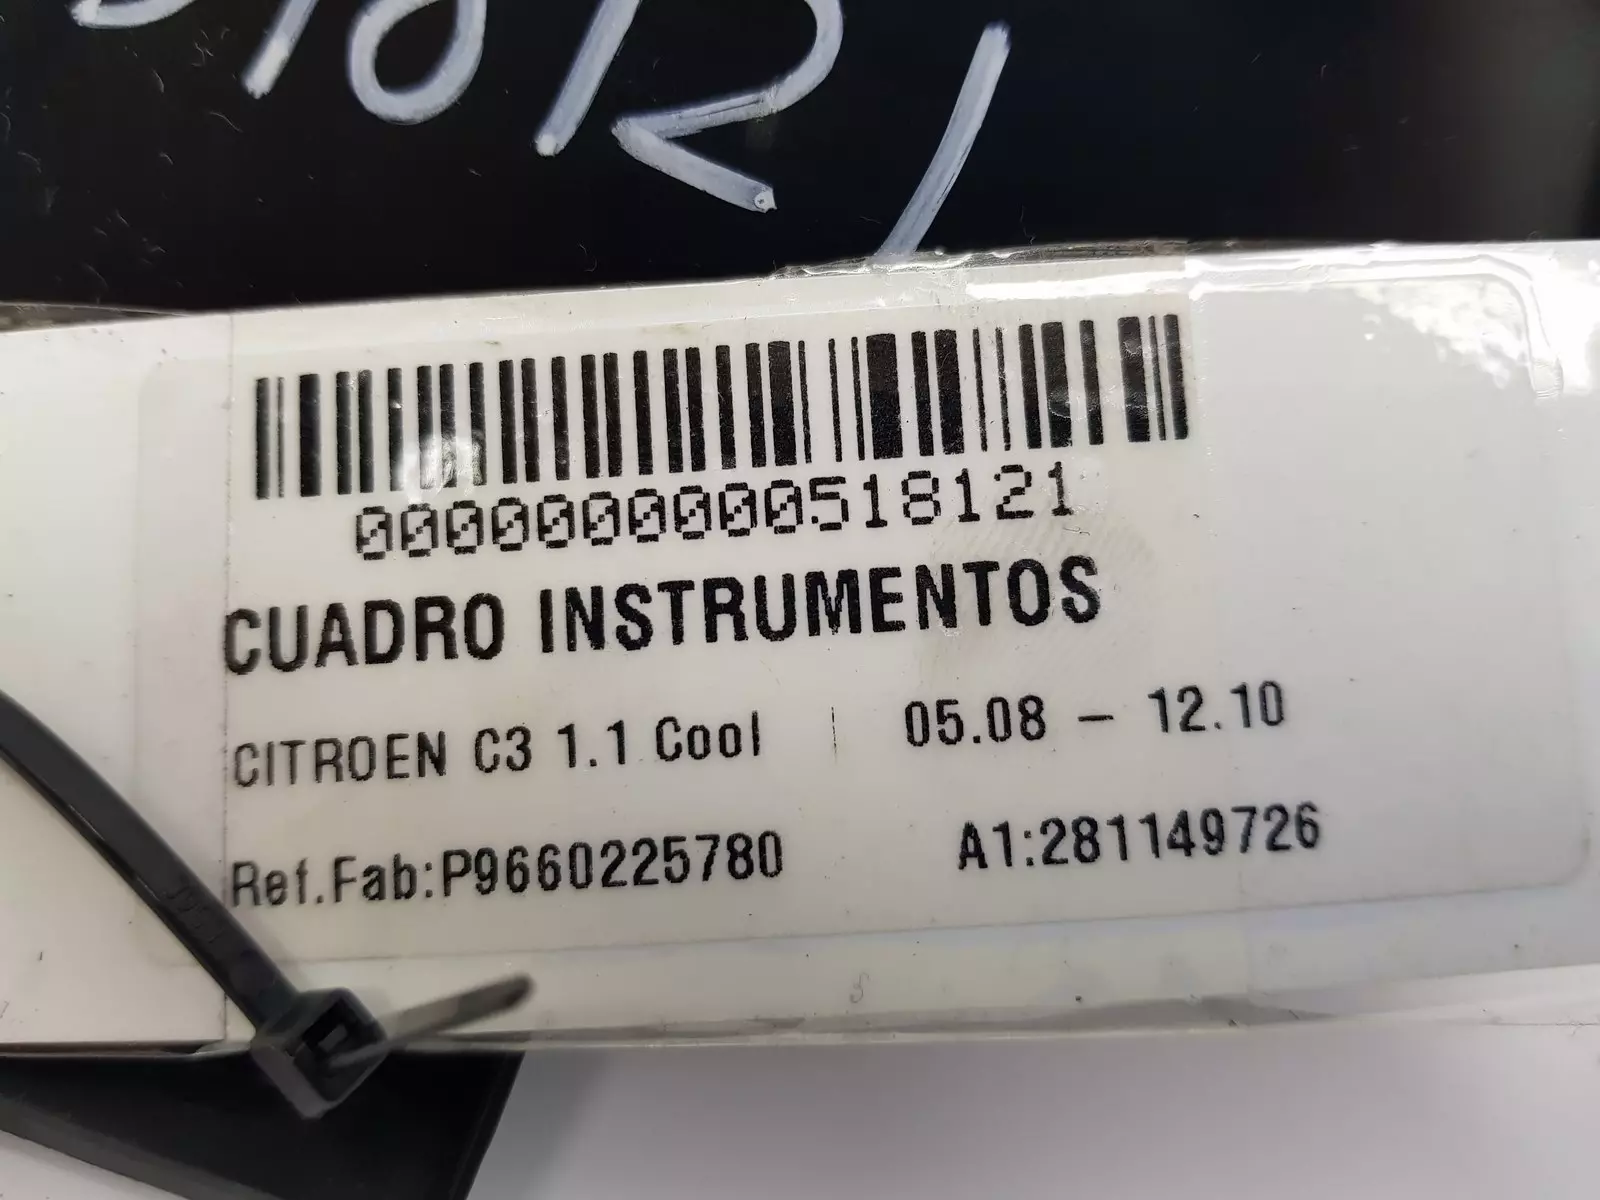 0000000000518121
CUADRO INSTRUMENTOS
CITROEN C3 1.1 Cool | 05.08 - 12.10
Ref.Fab:P9660225780 A1:281149726